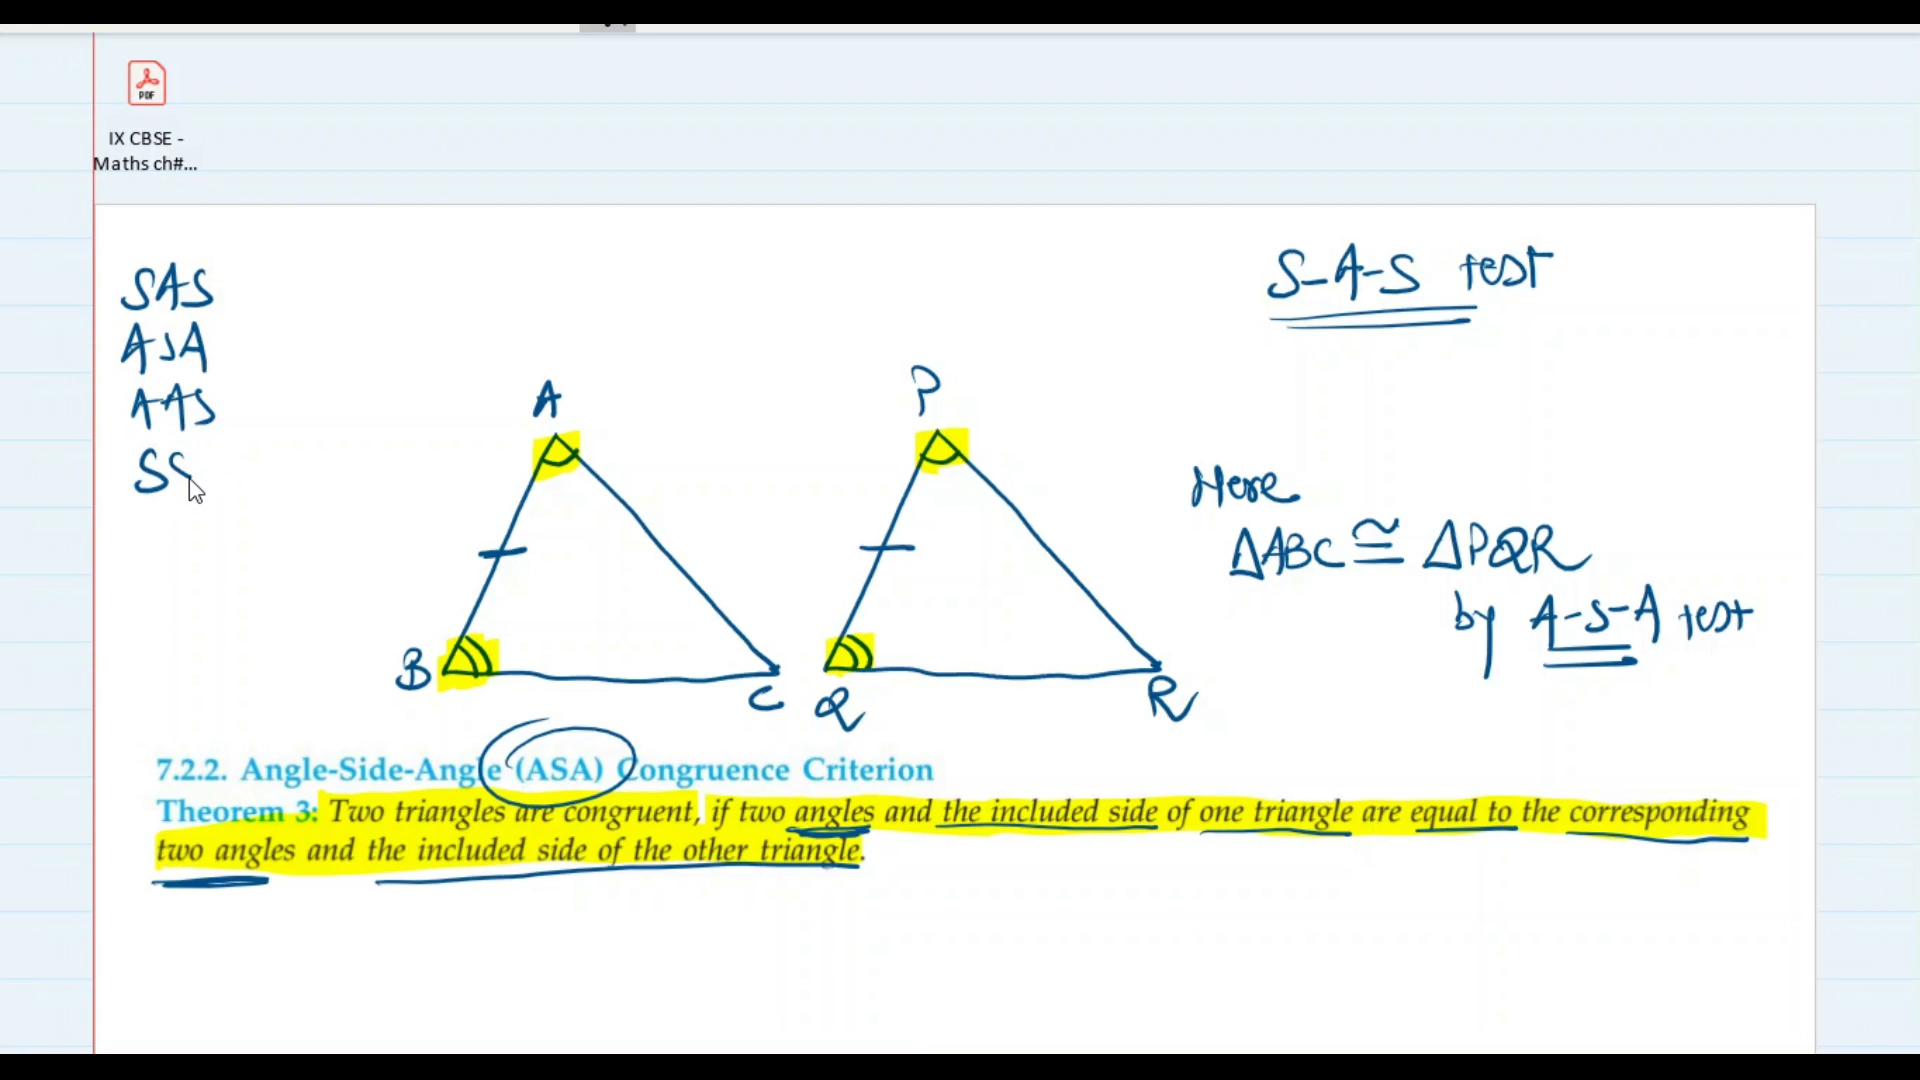 PDF
IX CBSE -
Maths ch#...
SAS
ASA
AAS
SS
S-A-S test
A
P
B
C
Q
R
Here
ΔABC ≅ ΔPQR
by A-S-A test
7.2.2. Angle-Side-Angle (ASA) Congruence Criterion
Theorem 3: Two triangles are congruent, if two angles and the included side of one triangle are equal to the corresponding
two angles and the included side of the other triangle.